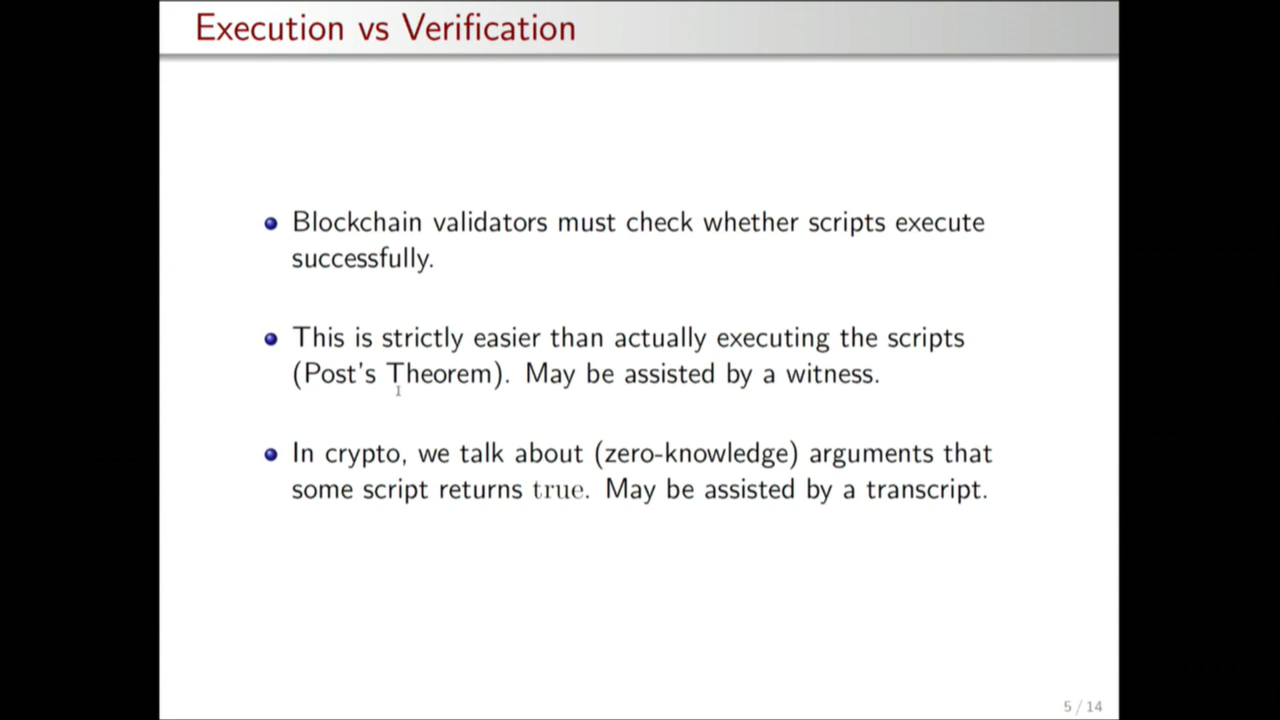 Execution vs Verification
Blockchain validators must check whether scripts execute
successfully.
This is strictly easier than actually executing the scripts
(Post's Theorem). May be assisted by a witness.
In crypto, we talk about (zero-knowledge) arguments that
some script returns true. May be assisted by a transcript.
5 / 14